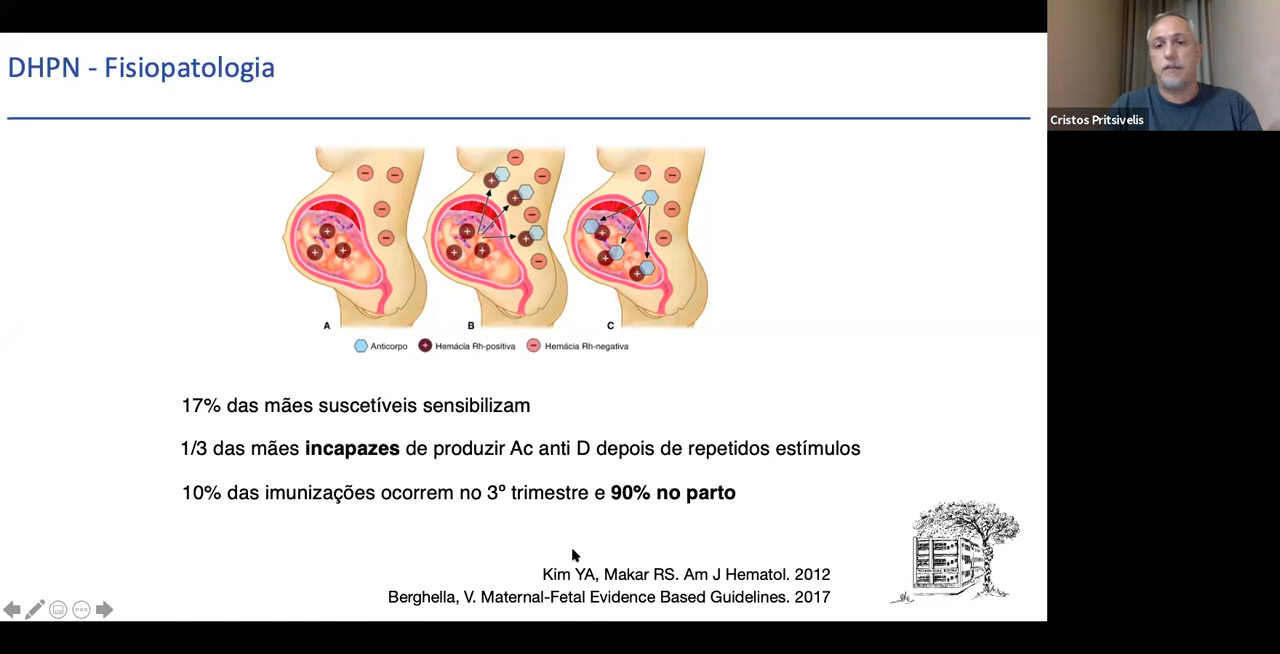 DHPN - Fisiopatologia
Cristos Pritsivelis
A B C
Anticorpo Hemácia Rh-positiva Hemácia Rh-negativa
17% das mães suscetíveis sensibilizam
1/3 das mães incapazes de produzir Ac anti D depois de repetidos estímulos
10% das imunizações ocorrem no 3º trimestre e 90% no parto
Kim YA, Makar RS. Am J Hematol. 2012
Berghella, V. Maternal-Fetal Evidence Based Guidelines. 2017